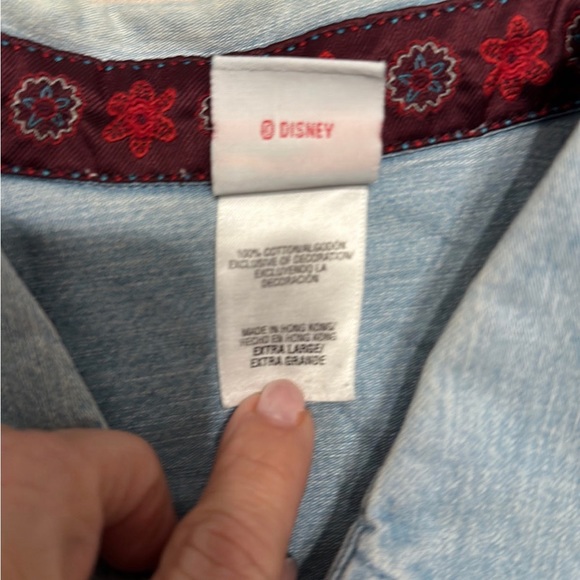 © DISNEY
100% COTTON/ALGODÓN
EXCLUSIVE OF DECORATION/
EXCLUYENDO LA
DECORACIÓN
MADE IN HONG KONG/
HECHO EN HONG KONG
EXTRA LARGE/
EXTRA GRANDE